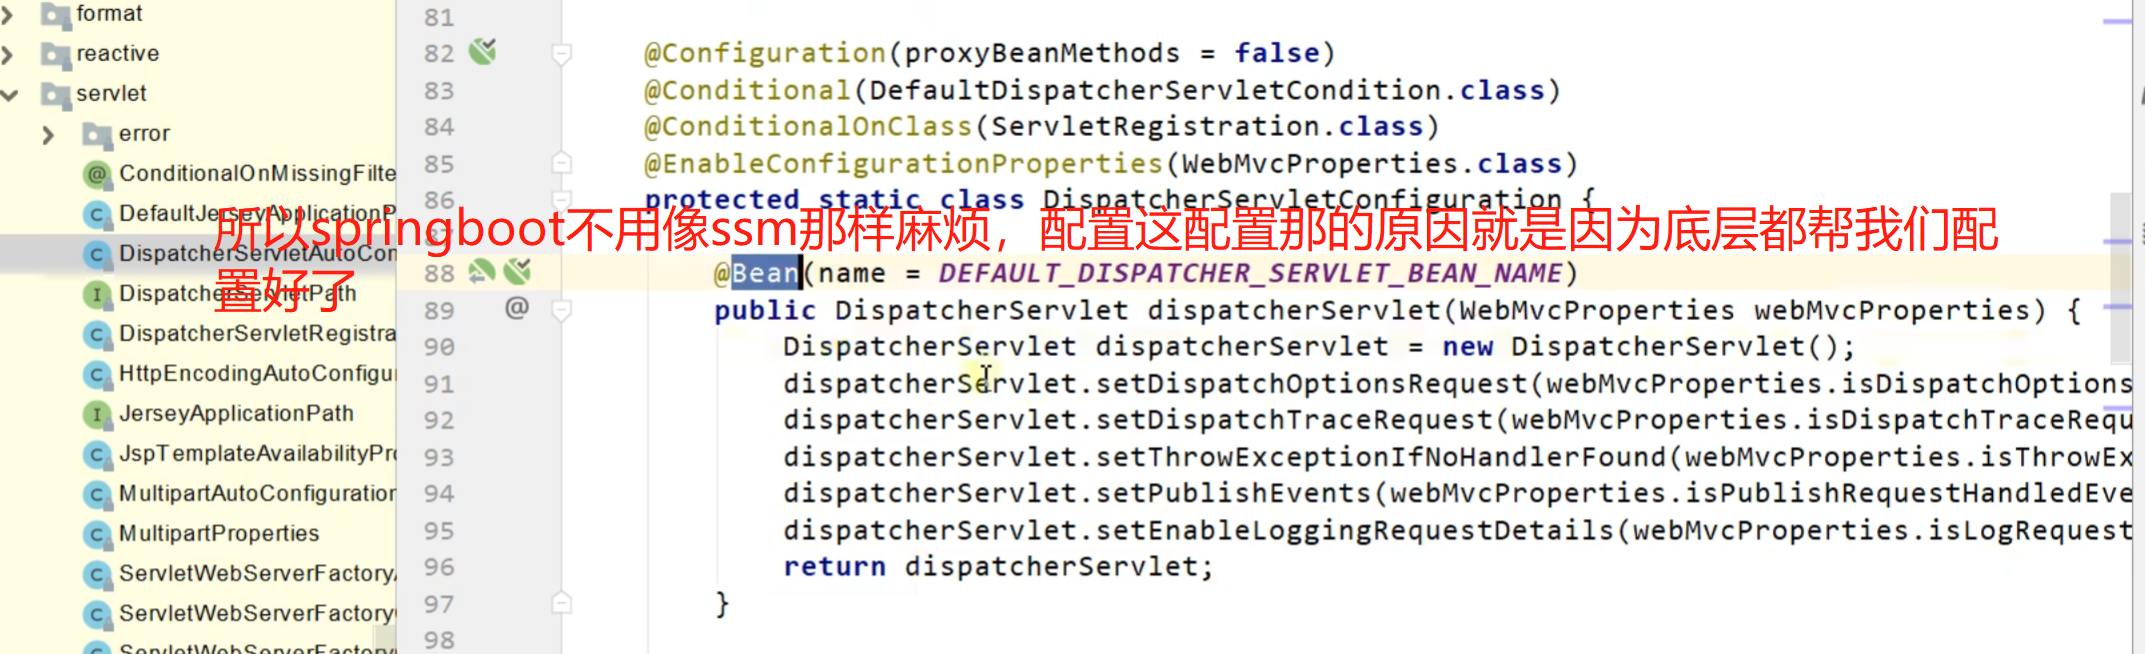 format
reactive
servlet
error
ConditionalOnMissingFilte
DefaultJerseyApplicationP
DispatcherServletAutoCon
DispatcherServletPath
DispatcherServletRegistra
HttpEncodingAutoConfigu
JerseyApplicationPath
JspTemplateAvailabilityPr
MultipartAutoConfiguration
MultipartProperties
ServletWebServerFactory
ServletWebServerFactory
ServletWebServerFactory
81
82 @Configuration(proxyBeanMethods = false)
83 @Conditional(DefaultDispatcherServletCondition.class)
84 @ConditionalOnClass(ServletRegistration.class)
85 @EnableConfigurationProperties(WebMvcProperties.class)
86 protected static class DispatcherServletConfiguration {
87
所以springboot不用像ssm那样麻烦，配置这配置那的原因就是因为底层都帮我们配
置好了
88 @Bean(name = DEFAULT_DISPATCHER_SERVLET_BEAN_NAME)
89 @ public DispatcherServlet dispatcherServlet(WebMvcProperties webMvcProperties) {
90 DispatcherServlet dispatcherServlet = new DispatcherServlet();
91 dispatcherServlet.setDispatchOptionsRequest(webMvcProperties.isDispatchOptions
92 dispatcherServlet.setDispatchTraceRequest(webMvcProperties.isDispatchTraceRequ
93 dispatcherServlet.setThrowExceptionIfNoHandlerFound(webMvcProperties.isThrowEx
94 dispatcherServlet.setPublishEvents(webMvcProperties.isPublishRequestHandledEve
95 dispatcherServlet.setEnableLoggingRequestDetails(webMvcProperties.isLogRequest
96 return dispatcherServlet;
97 }
98